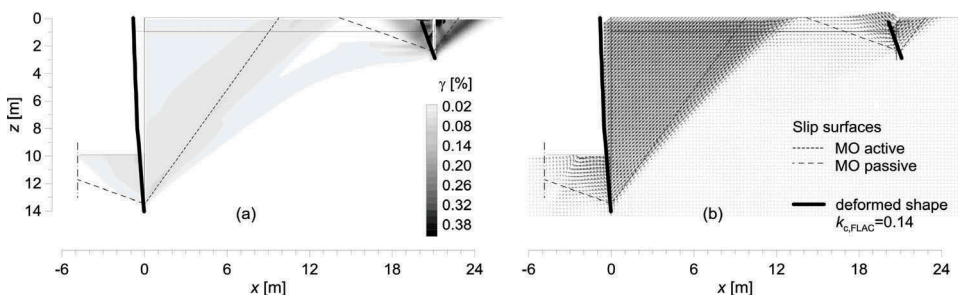 0
2
4
6
8
10
12
14
z [m]
γ [%]
0.02
0.08
0.14
0.20
0.26
0.32
0.38
(a)
-6 0 6 12 18 24
x [m]
Slip surfaces
MO active
MO passive
deformed shape
kc,FLAC=0.14
(b)
-6 0 6 12 18 24
x [m]